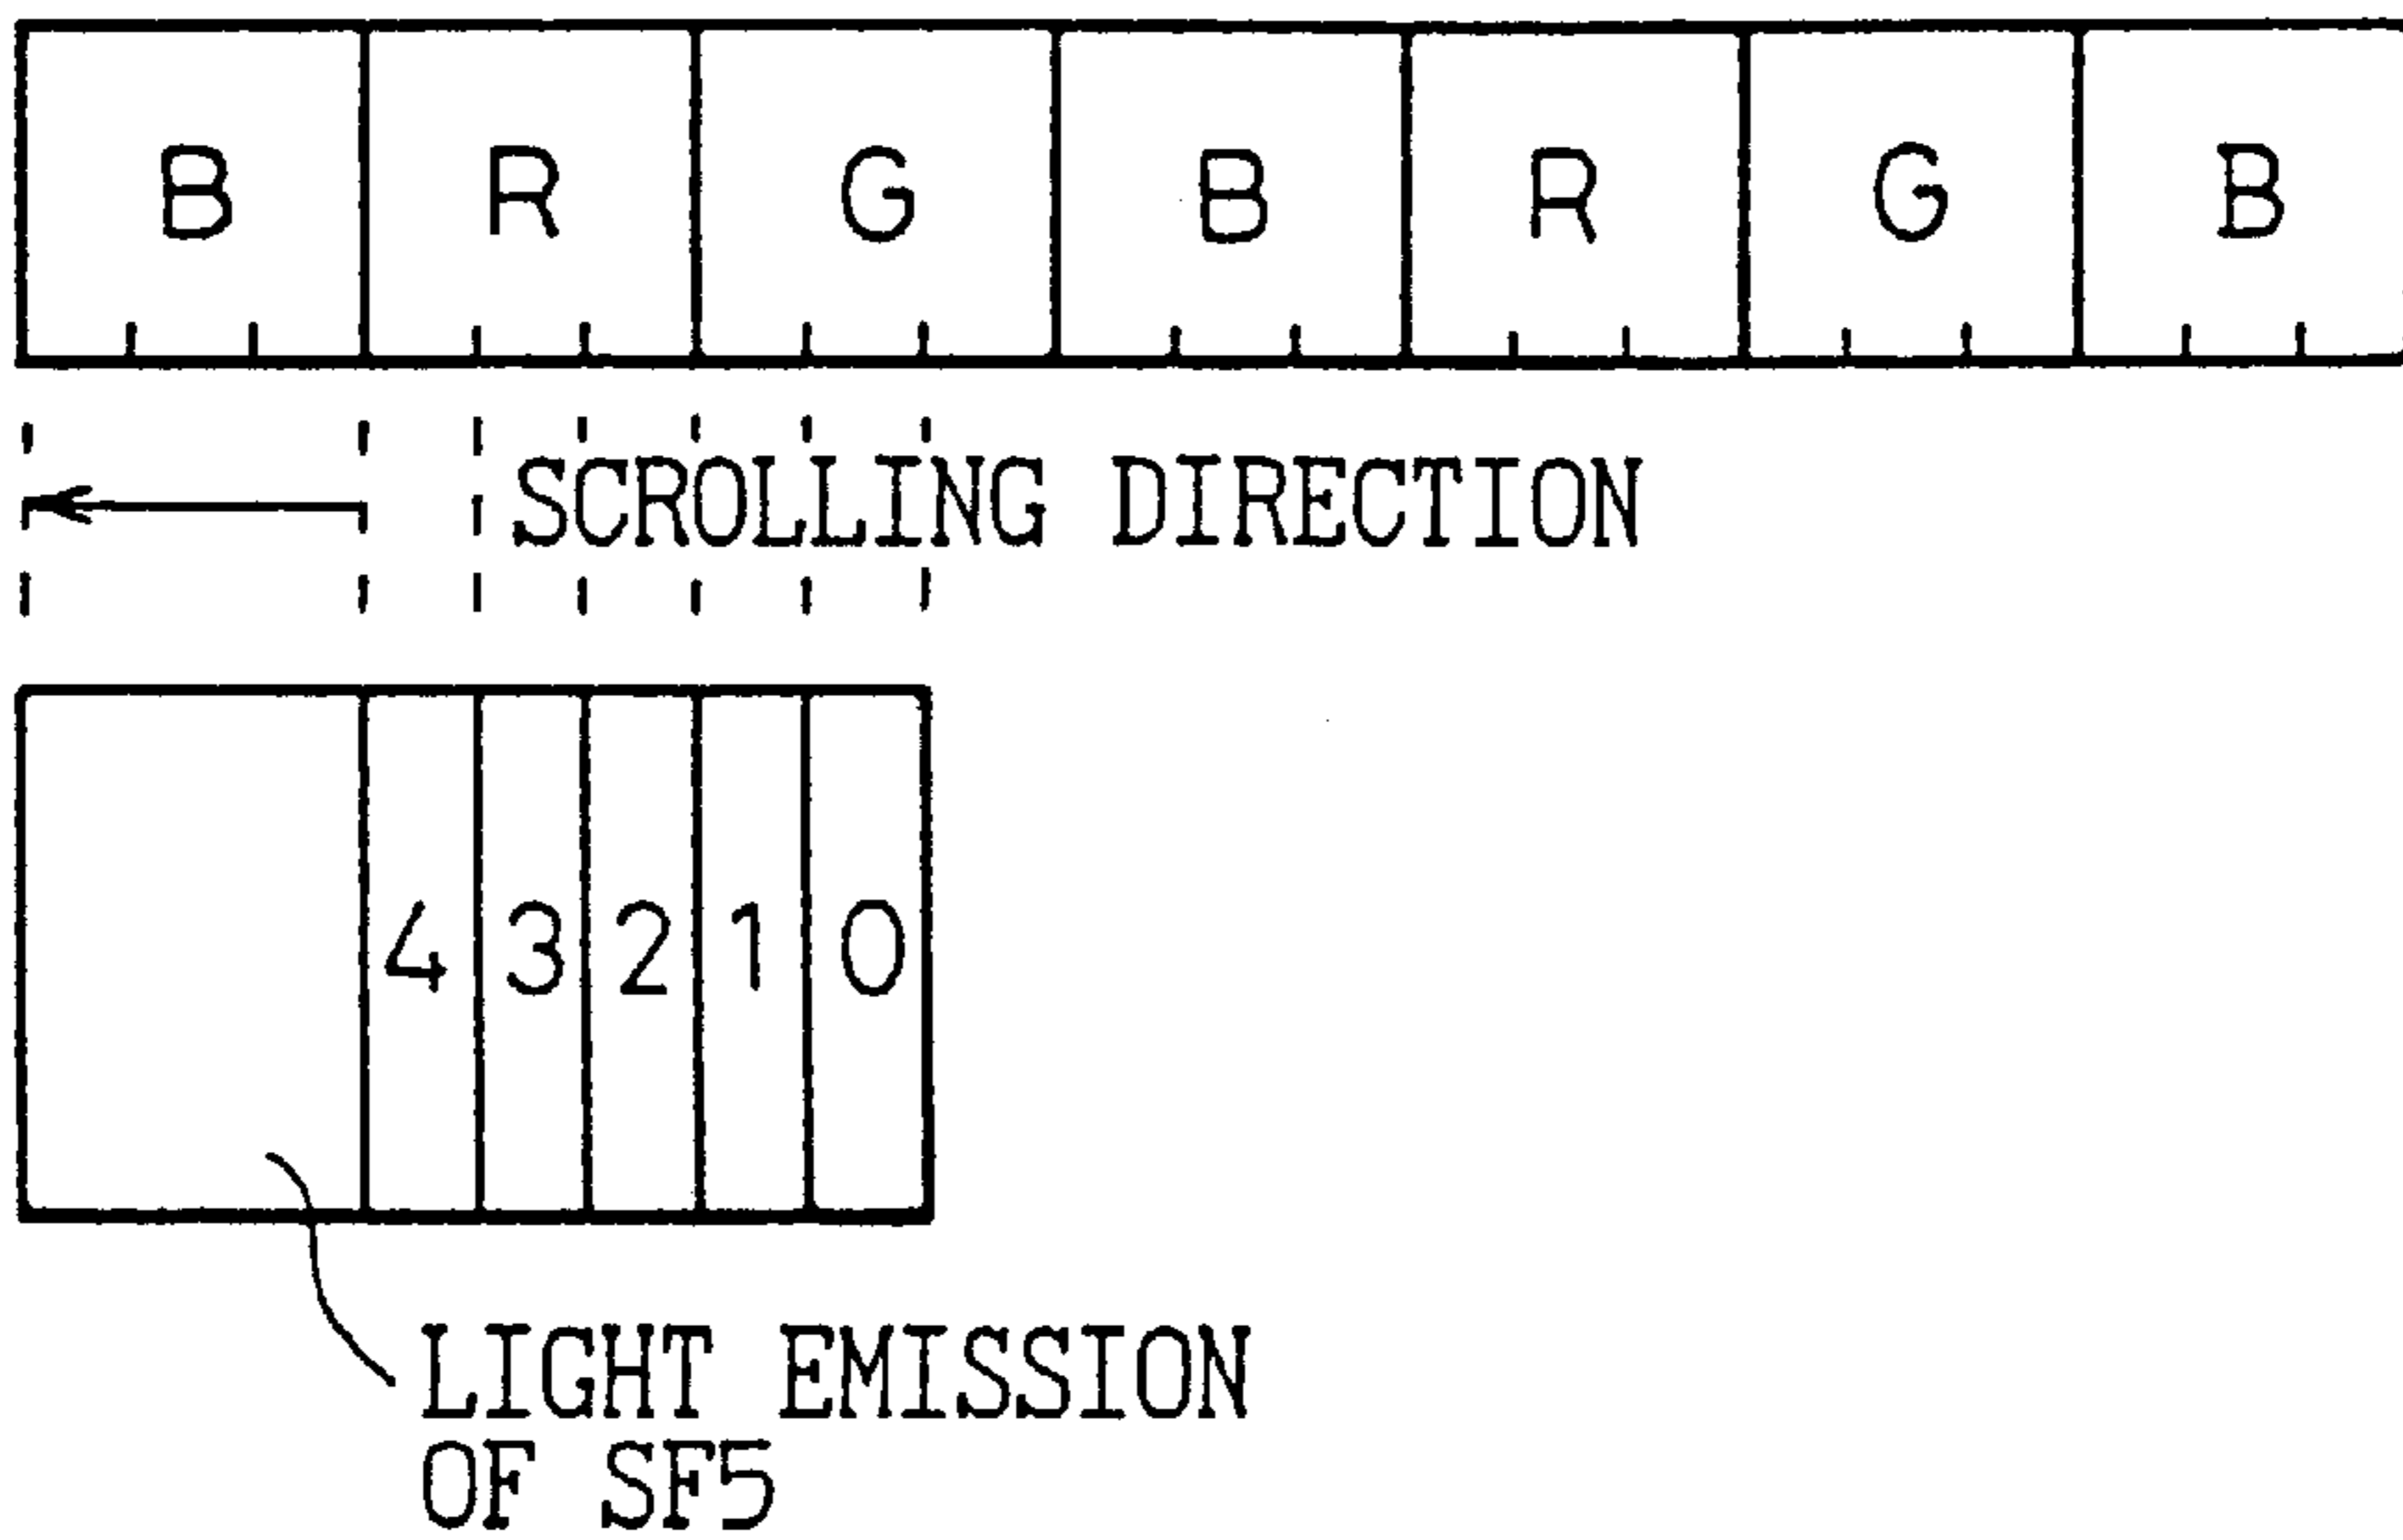 B R G B R G B
SCROLLING DIRECTION
4 3 2 1 0
LIGHT EMISSION
OF SF5